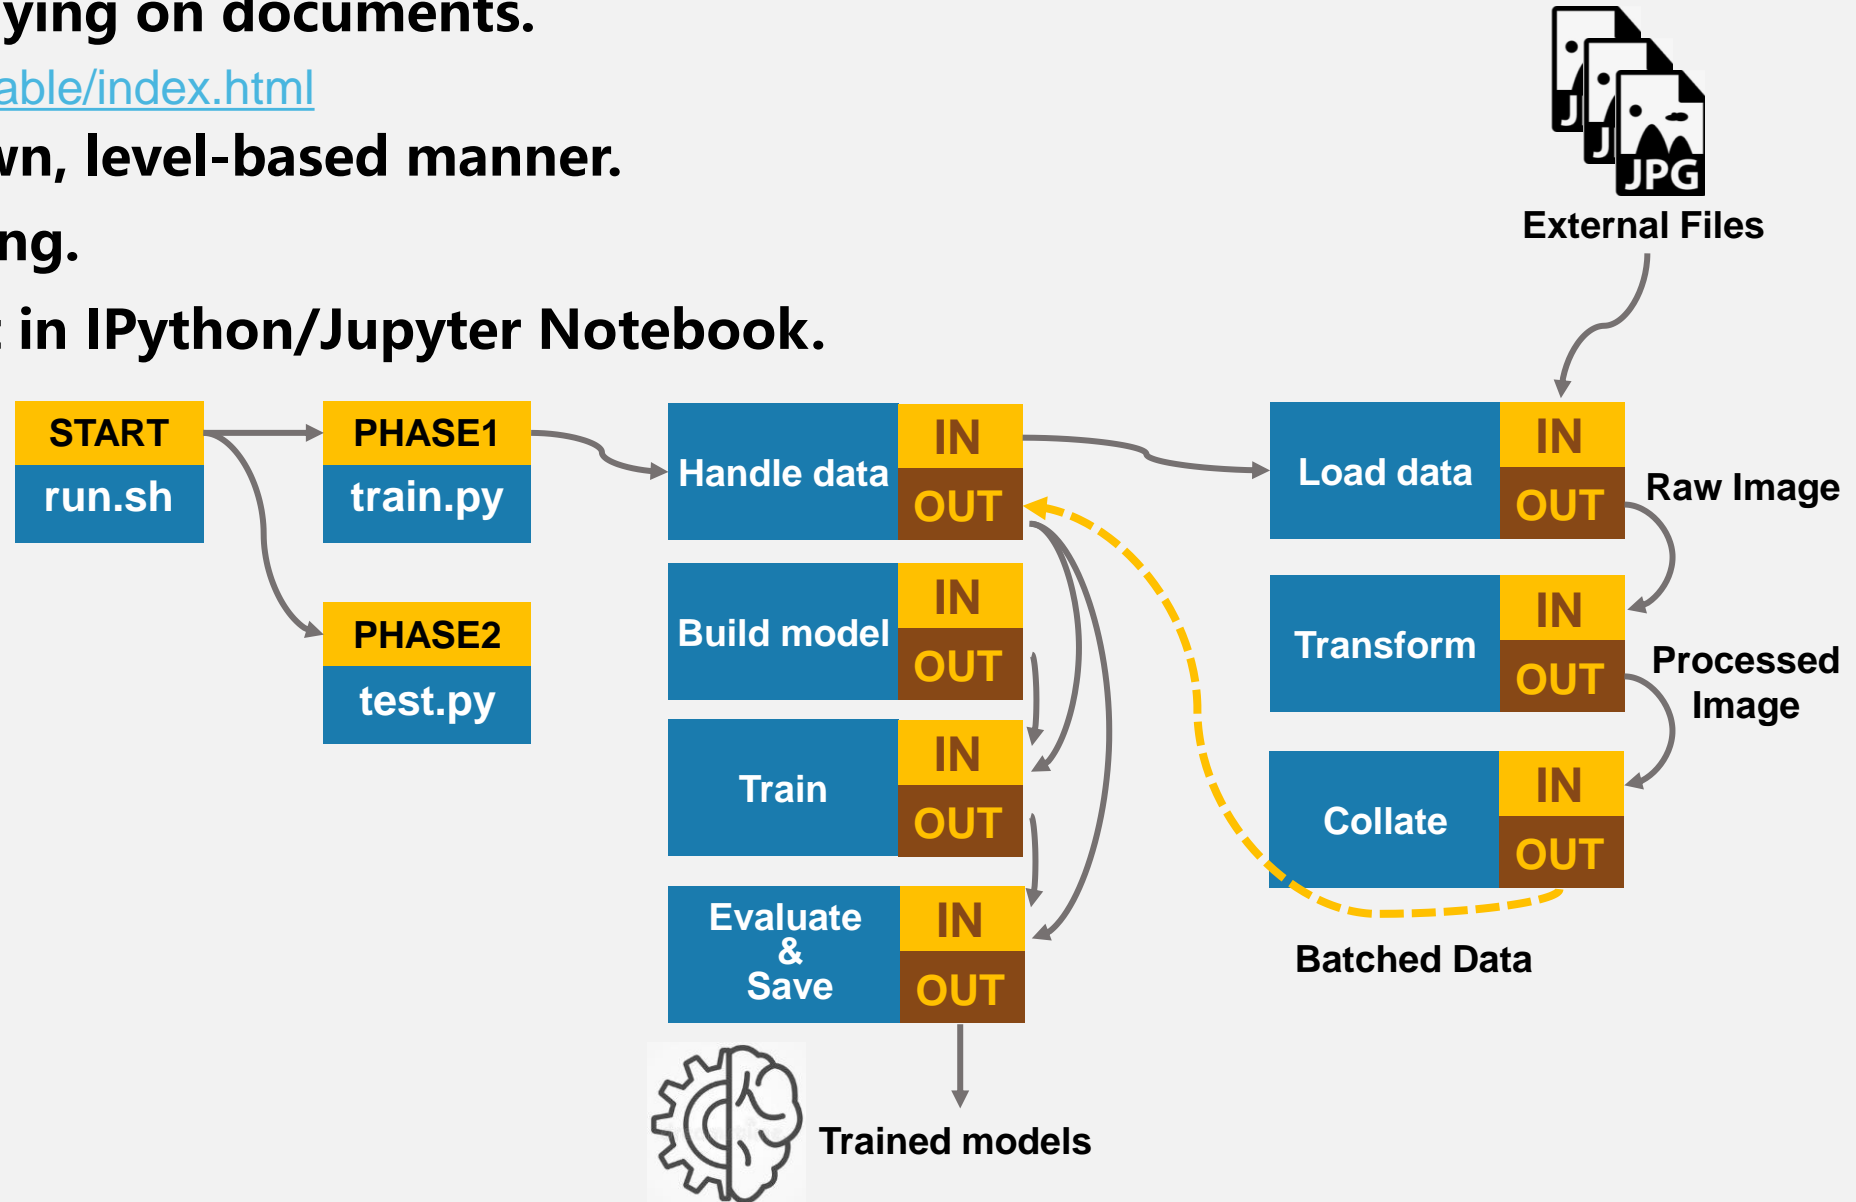 ying on documents.
able/index.html
wn, level-based manner.
ng.
t in IPython/Jupyter Notebook.
JPG
External Files
START
run.sh
PHASE1
train.py
PHASE2
test.py
Handle data
IN
OUT
Build model
IN
OUT
Train
IN
OUT
Evaluate
&
Save
IN
OUT
Trained models
Load data
IN
OUT
Raw Image
Transform
IN
OUT
Processed
Image
Collate
IN
OUT
Batched Data